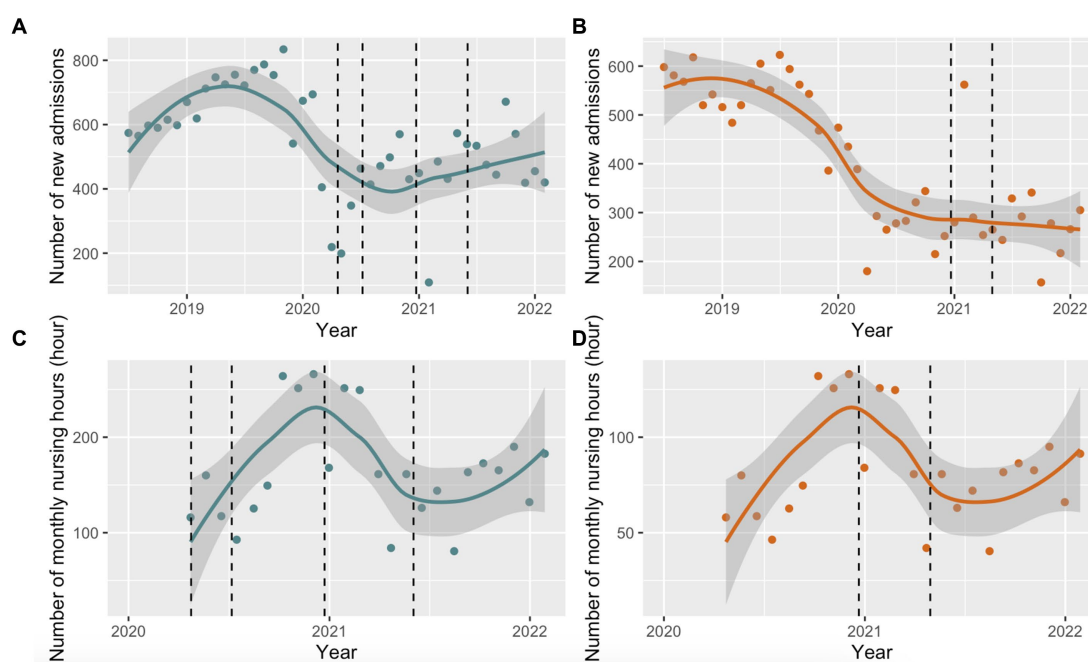 A
Number of new admissions
800
600
400
200
2019
2020
2021
2022
Year
B
Number of new admissions
600
500
400
300
200
2019
2020
2021
2022
Year
C
Number of monthly nursing hours (hour)
200
100
2020
2021
2022
Year
D
Number of monthly nursing hours (hour)
100
50
2020
2021
2022
Year